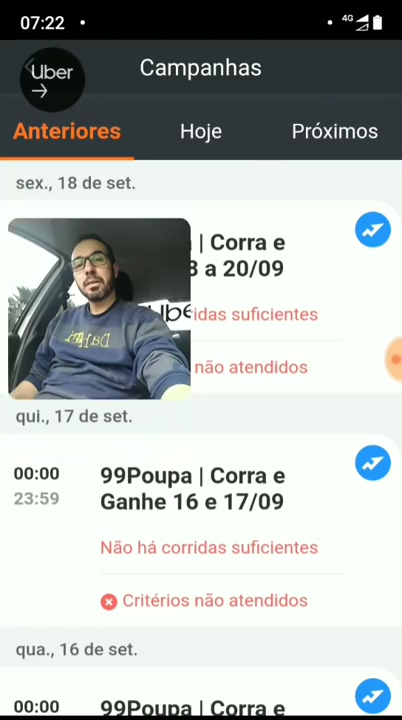 07:22
4G
Uber
Campanhas
Anteriores
Hoje
Próximos
sex., 18 de set.
| Corra e
3 a 20/09
ridas suficientes
não atendidos
qui., 17 de set.
00:00
23:59
99Poupa | Corra e
Ganhe 16 e 17/09
Não há corridas suficientes
Critérios não atendidos
qua., 16 de set.
00:00
99Poupa | Corra e